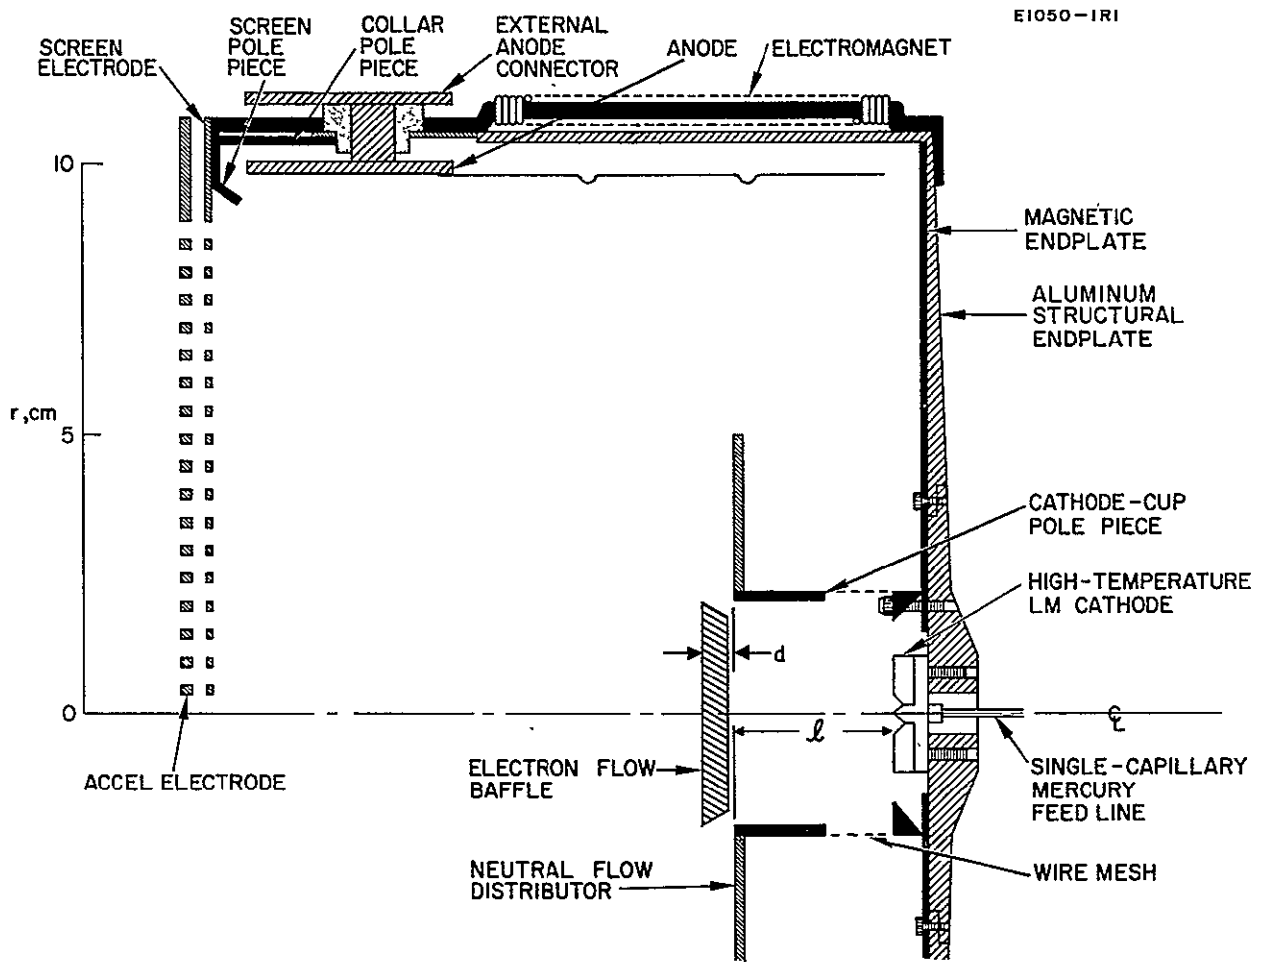 E1050-1R1
SCREEN
ELECTRODE
SCREEN
POLE
PIECE
COLLAR
POLE
PIECE
EXTERNAL
ANODE
CONNECTOR
ANODE
ELECTROMAGNET
10
MAGNETIC
ENDPLATE
ALUMINUM
STRUCTURAL
ENDPLATE
r,cm
5
CATHODE-CUP
POLE PIECE
HIGH-TEMPERATURE
LM CATHODE
d
0
ℓ
℄
ACCEL ELECTRODE
ELECTRON FLOW
BAFFLE
SINGLE-CAPILLARY
MERCURY
FEED LINE
NEUTRAL FLOW
DISTRIBUTOR
WIRE MESH